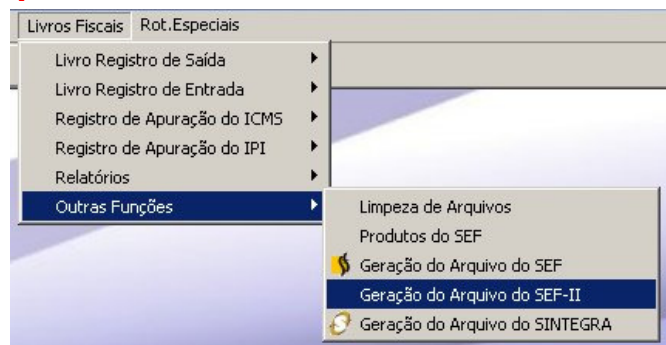 Livros Fiscais Rot.Especiais
Livro Registro de Saída
Livro Registro de Entrada
Registro de Apuração do ICMS
Registro de Apuração do IPI
Relatórios
Outras Funções
Limpeza de Arquivos
Produtos do SEF
Geração do Arquivo do SEF
Geração do Arquivo do SEF-II
Geração do Arquivo do SINTEGRA